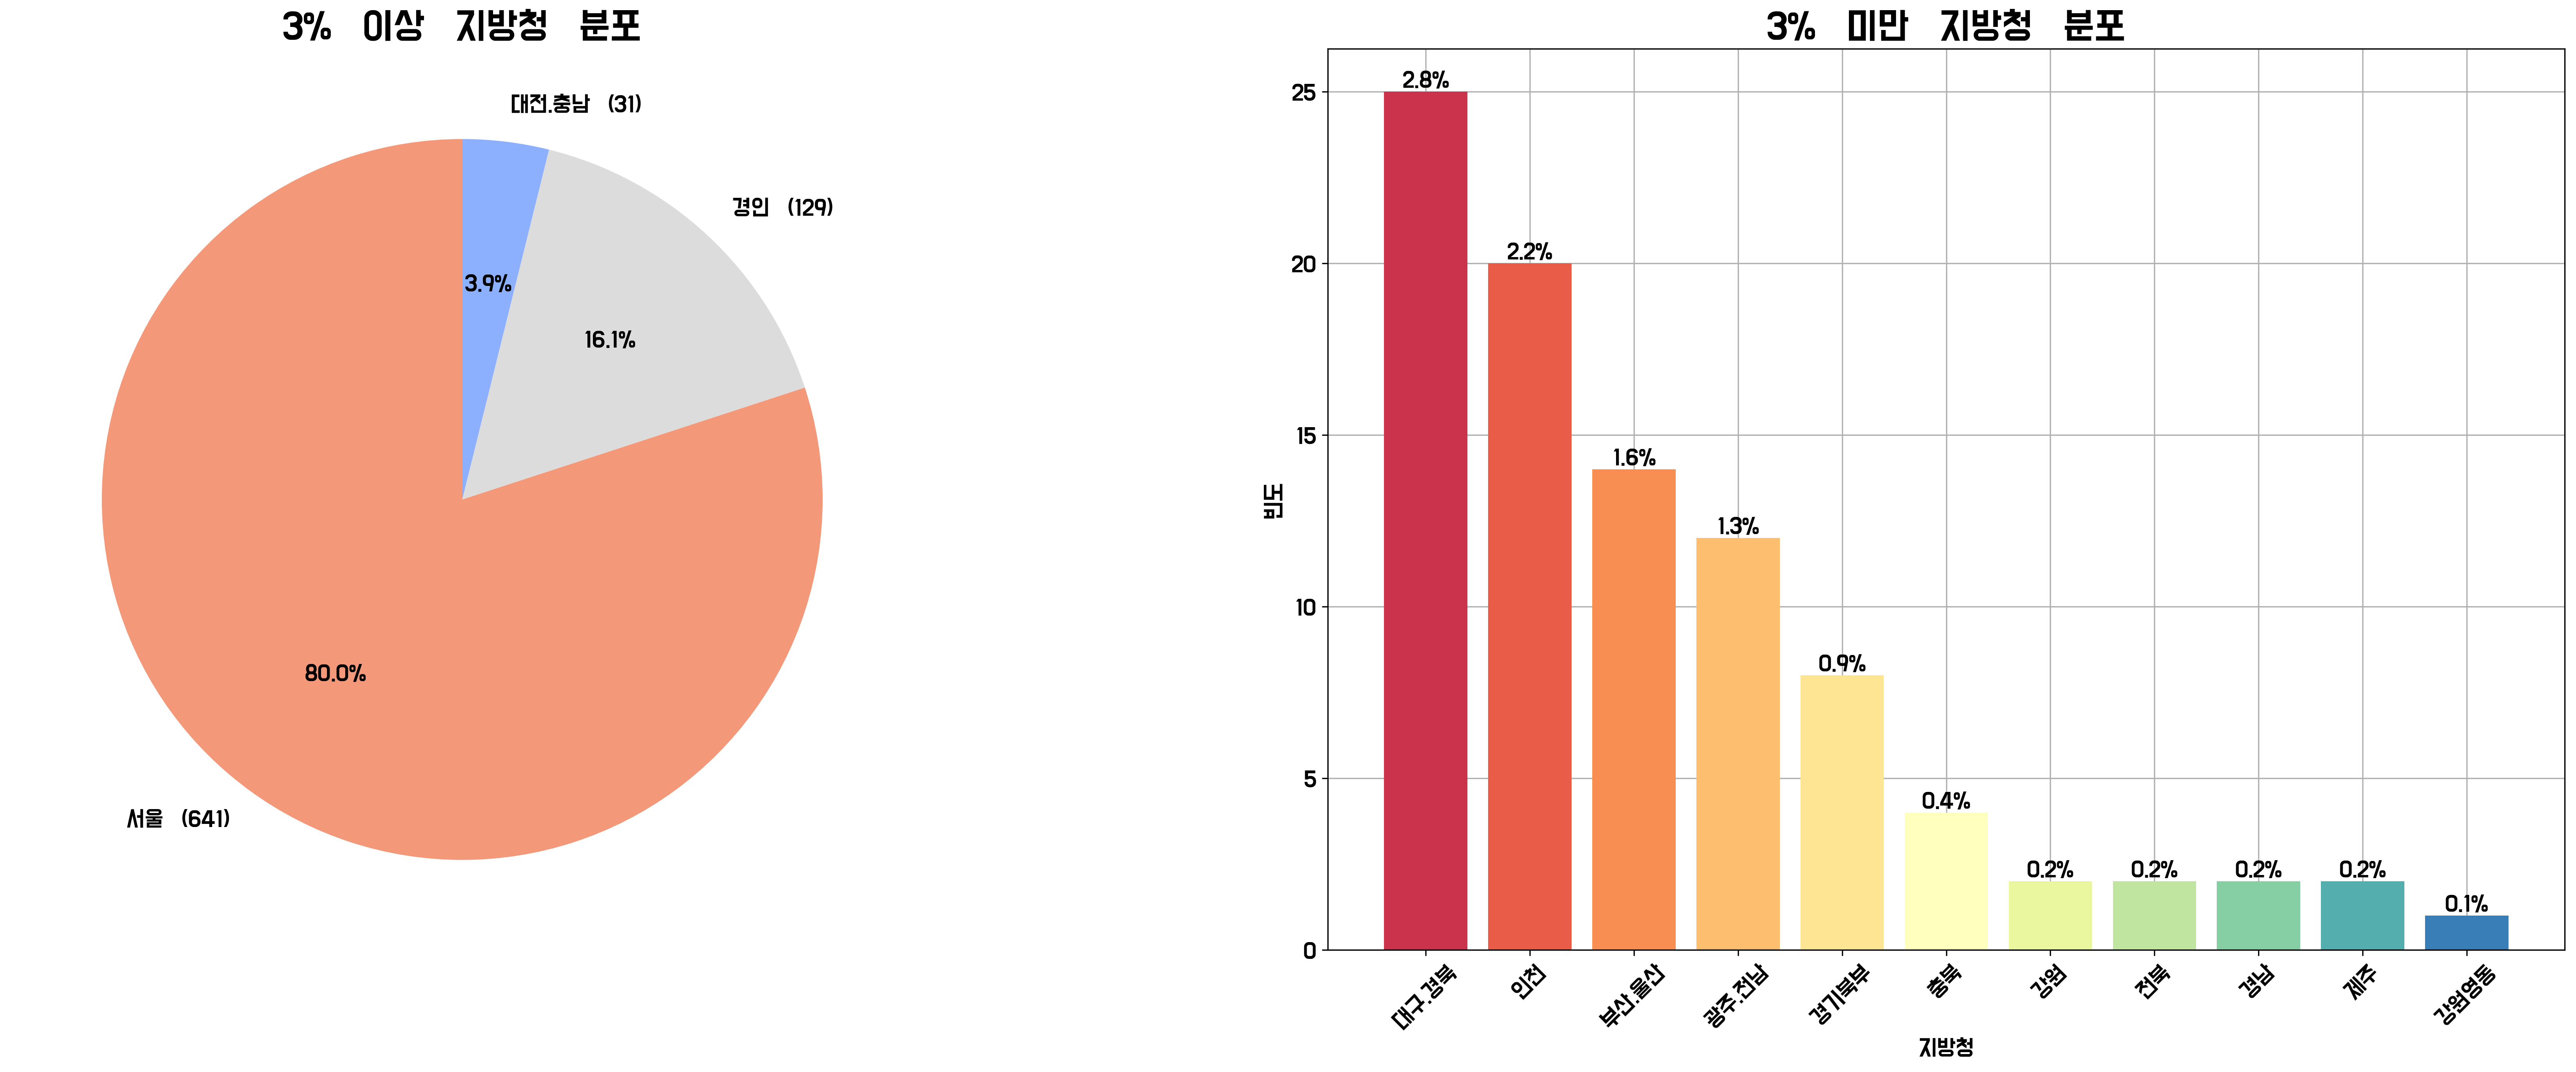 3% 이상 지방청 분포
대전.충남 (31)
경인 (129)
3.9%
16.1%
80.0%
서울 (641)
3% 미만 지방청 분포
빈도
25
20
15
10
5
0
2.8%
2.2%
1.6%
1.3%
0.9%
0.4%
0.2%
0.2%
0.2%
0.2%
0.1%
대구.경북
인천
부산.울산
광주.전남
경기북부
충북
강원
전북
경남
제주
강원영동
지방청